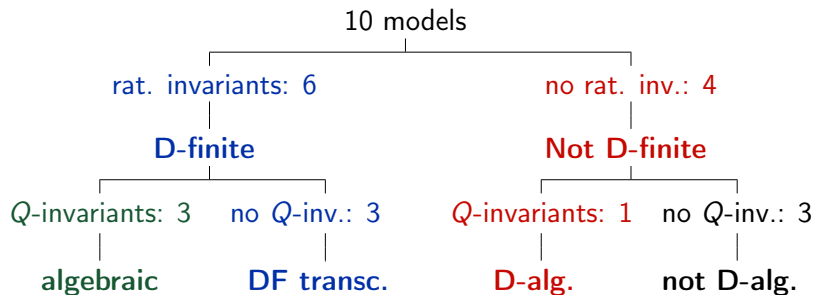 10 models
rat. invariants: 6 no rat. inv.: 4
D-finite Not D-finite
Q-invariants: 3 no Q-inv.: 3 Q-invariants: 1 no Q-inv.: 3
algebraic DF transc. D-alg. not D-alg.